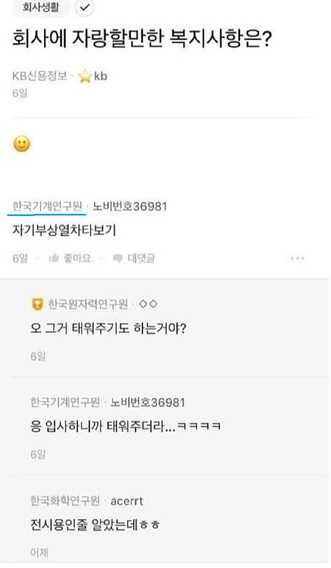 회사생활
회사에 자랑할만한 복지사항은?
KB신용정보 · kb
6일
한국기계연구원 · 노비번호36981
자기부상열차타보기
6일 · 좋아요 · 대댓글 ···
한국원자력연구원 · ◇◇
오 그거 태워주기도 하는거야?
6일
한국기계연구원 · 노비번호36981
응 입사하니까 태워주더라...ㅋㅋㅋㅋ
6일
한국화학연구원 · acerrt
전시용인줄 알았는데ㅎㅎ
어제